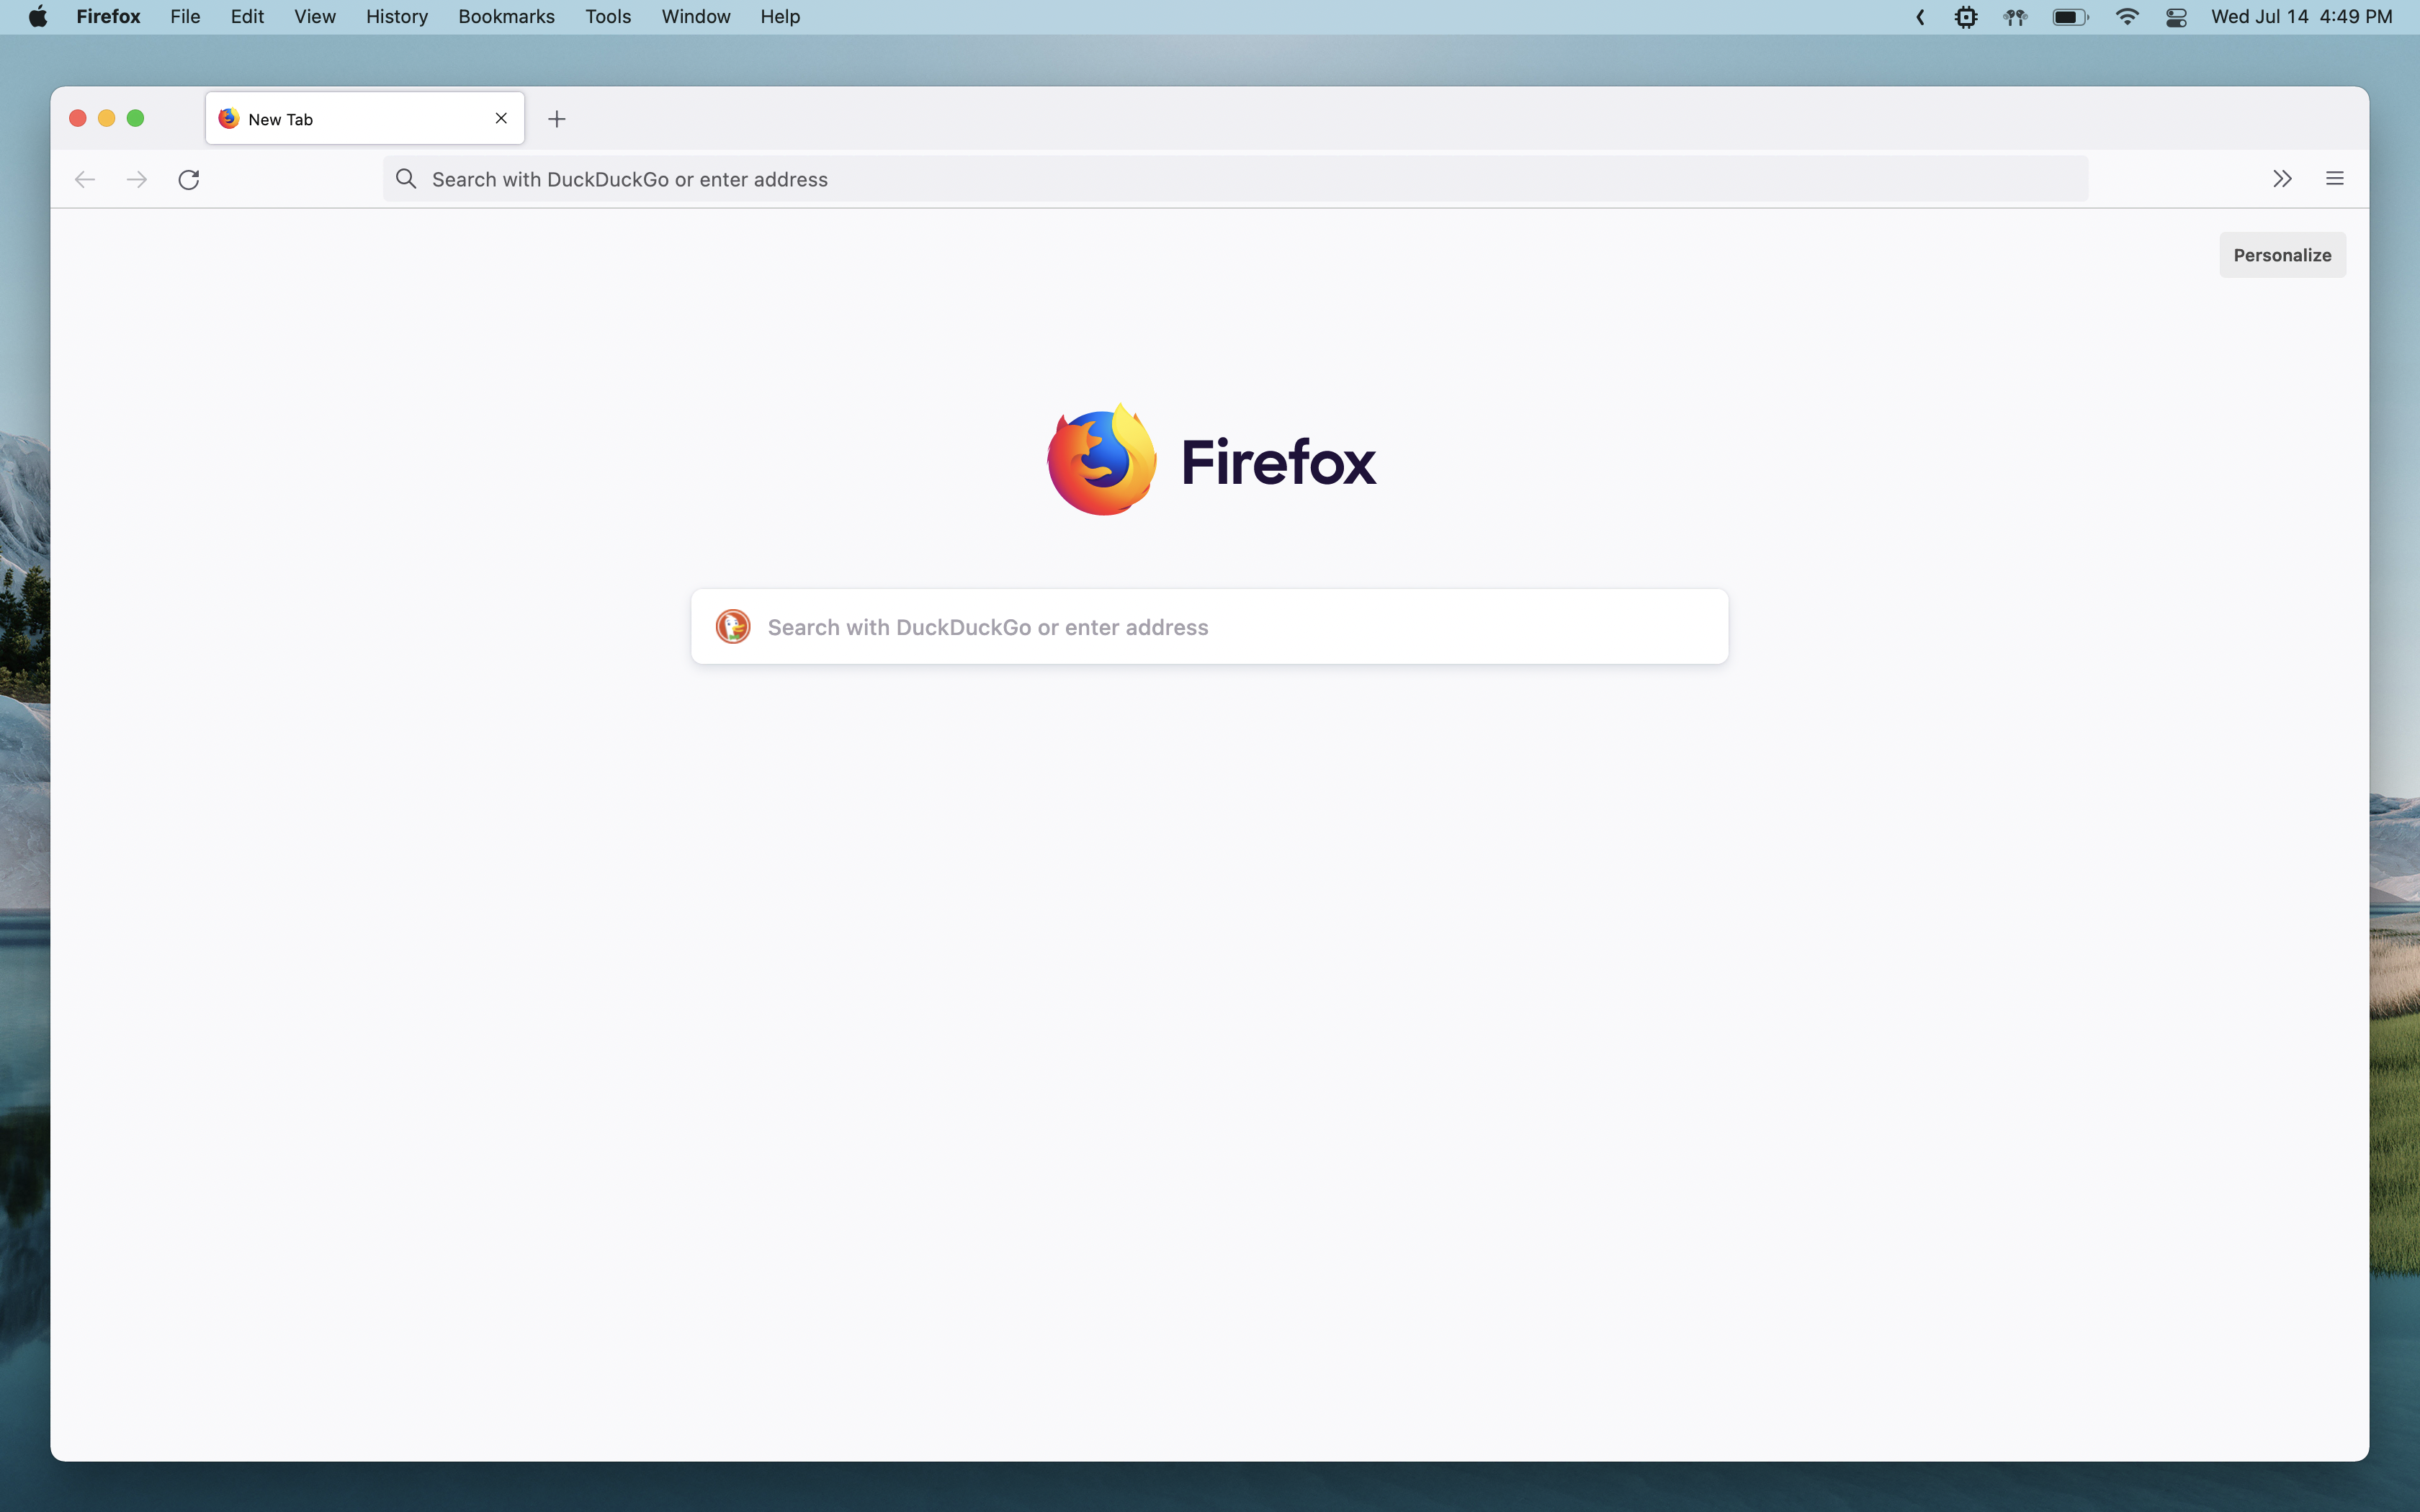 Firefox File Edit View History Bookmarks Tools Window Help Wed Jul 14 4:49 PM
New Tab
Search with DuckDuckGo or enter address
Personalize
Firefox
Search with DuckDuckGo or enter address